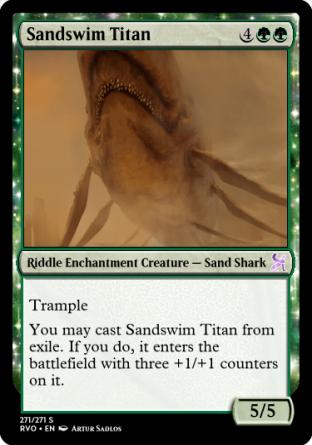 Sandswim Titan 4
Riddle Enchantment Creature — Sand Shark
Trample
You may cast Sandswim Titan from
exile. If you do, it enters the
battlefield with three +1/+1 counters
on it.
5/5
271/271 S
RVO • EN Artur Sadlos